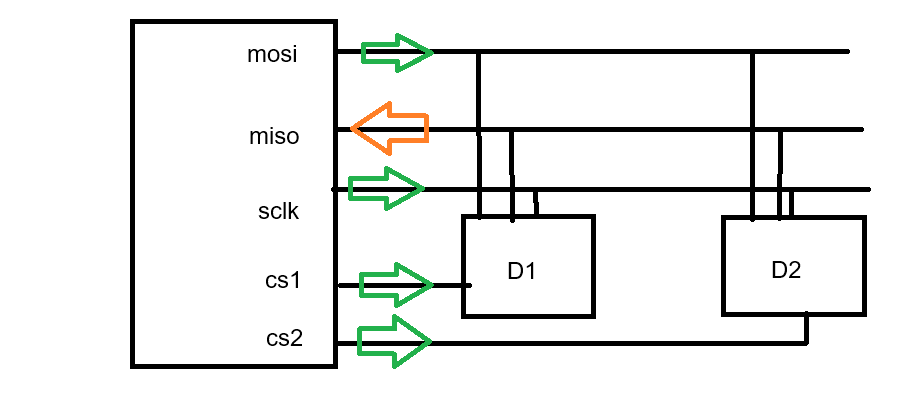 mosi
miso
sclk
cs1
D1
D2
cs2